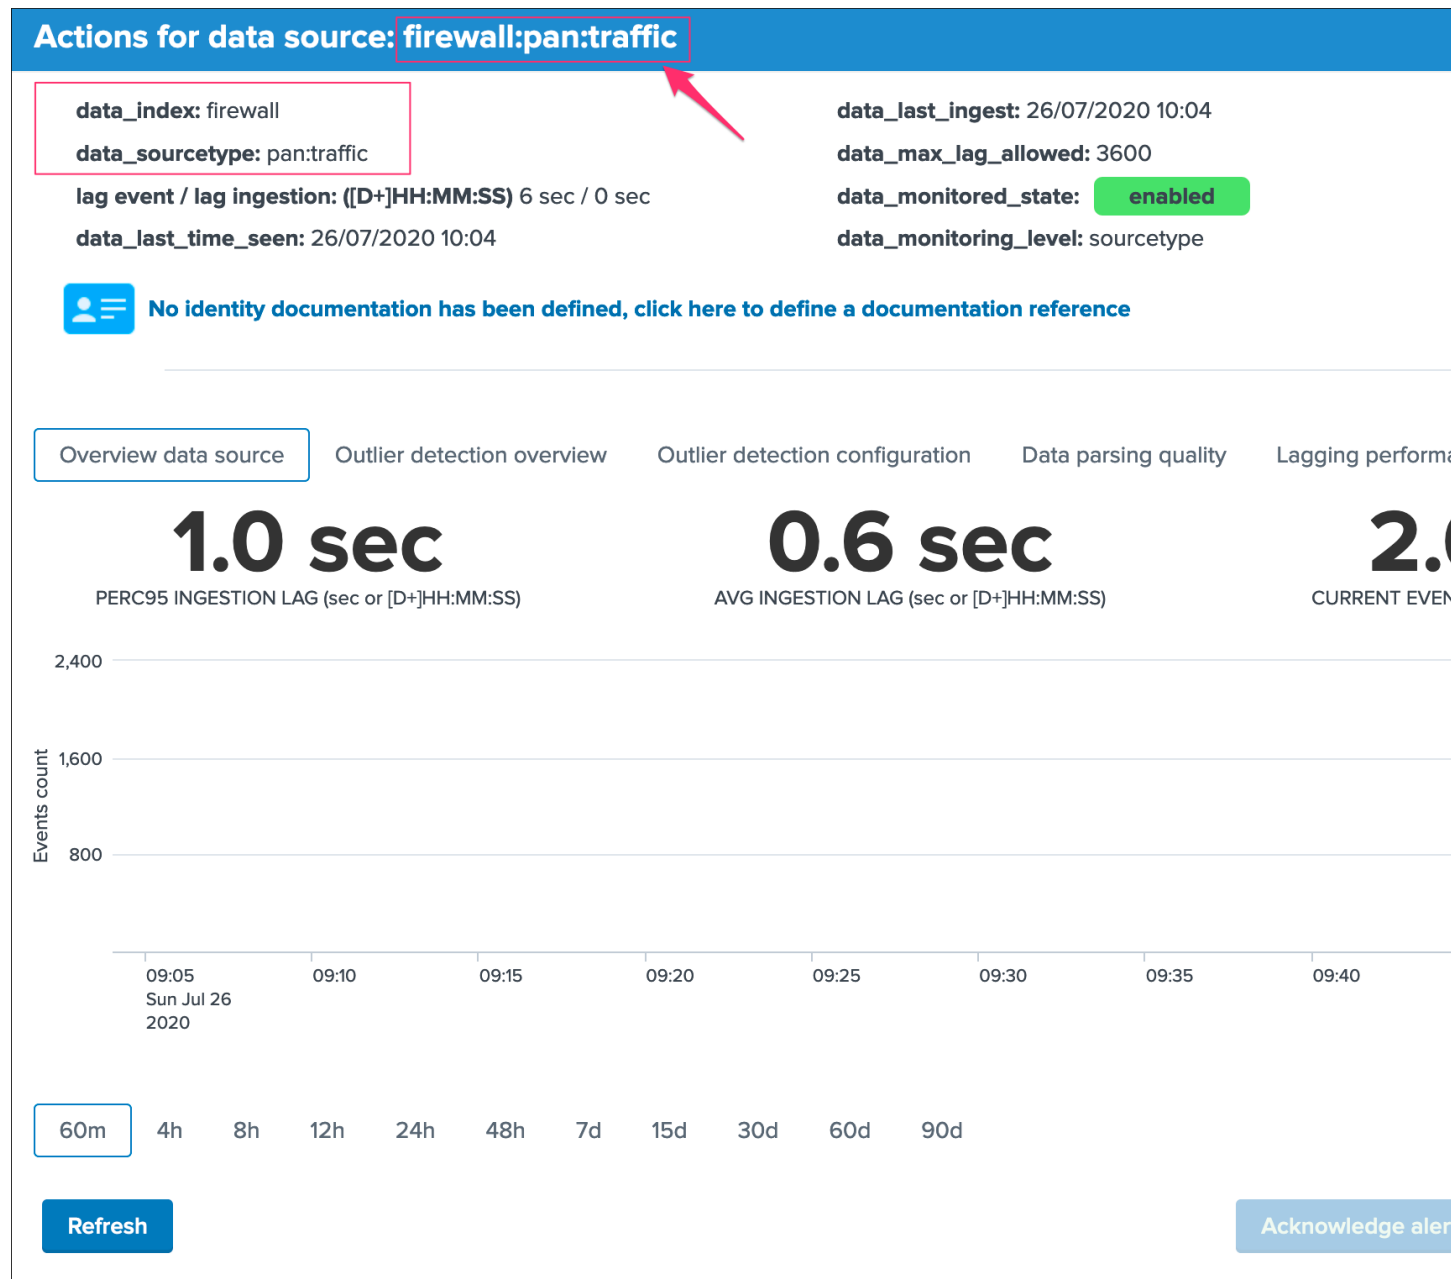 Actions for data source: firewall:pan:traffic
data_index: firewall
data_last_ingest: 26/07/2020 10:04
data_sourcetype: pan:traffic
data_max_lag_allowed: 3600
lag event / lag ingestion: ([D+]HH:MM:SS) 6 sec / 0 sec
data_monitored_state: enabled
data_last_time_seen: 26/07/2020 10:04
data_monitoring_level: sourcetype
No identity documentation has been defined, click here to define a documentation reference
Overview data source Outlier detection overview Outlier detection configuration Data parsing quality Lagging
1.0 sec
PERC95 INGESTION LAG (sec or [D+]HH:MM:SS)
0.6 sec
AVG INGESTION LAG (sec or [D+]HH:MM:SS)
CURRENT
2,400
1,600
800
Events count
09:05 09:10 09:15 09:20 09:25 09:30 09:35 09:40
Sun Jul 26
2020
60m 4h 8h 12h 24h 48h 7d 15d 30d 60d 90d
Refresh
Acknowledge